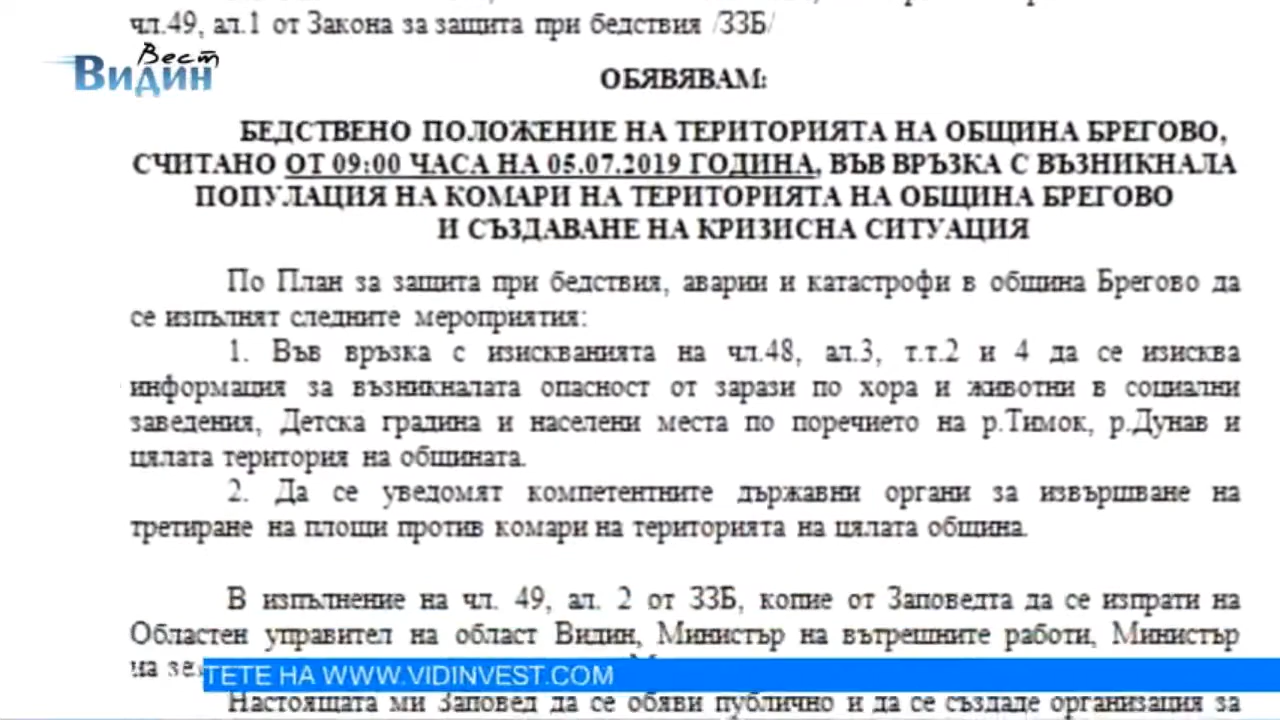 чл.49, ал.1 от Закона за защита при бедствия /ЗЗБ/
Вест
Видин
ОБЯВЯВАМ:
БЕДСТВЕНО ПОЛОЖЕНИЕ НА ТЕРИТОРИЯТА НА ОБЩИНА БРЕГОВО,
СЧИТАНО ОТ 09:00 ЧАСА НА 05.07.2019 ГОДИНА, ВЪВ ВРЪЗКА С ВЪЗНИКНАЛА
ПОПУЛАЦИЯ НА КОМАРИ НА ТЕРИТОРИЯТА НА ОБЩИНА БРЕГОВО
И СЪЗДАВАНЕ НА КРИЗИСНА СИТУАЦИЯ
По План за защита при бедствия, аварии и катастрофи в община Брегово да
се изпълнят следните мероприятия:
1. Във връзка с изискванията на чл.48, ал.3, т.т.2 и 4 да се изисква
информация за възникналата опасност от зарази по хора и животни в социални
заведения, Детска градина и населени места по поречието на р.Тимок, р.Дунав и
цялата територия на общината.
2. Да се уведомят компетентните държавни органи за извършване на
третиране на площи против комари на територията на цялата община.
В изпълнение на чл. 49, ал. 2 от ЗЗБ, копие от Заповедта да се изпрати на
Областен управител на област Видин, Министър на вътрешните работи, Министър
на
ТЕТЕ НА WWW.VIDINVEST.COM
Настоящата ми Заповед да се обяви публично и да се създаде организация за